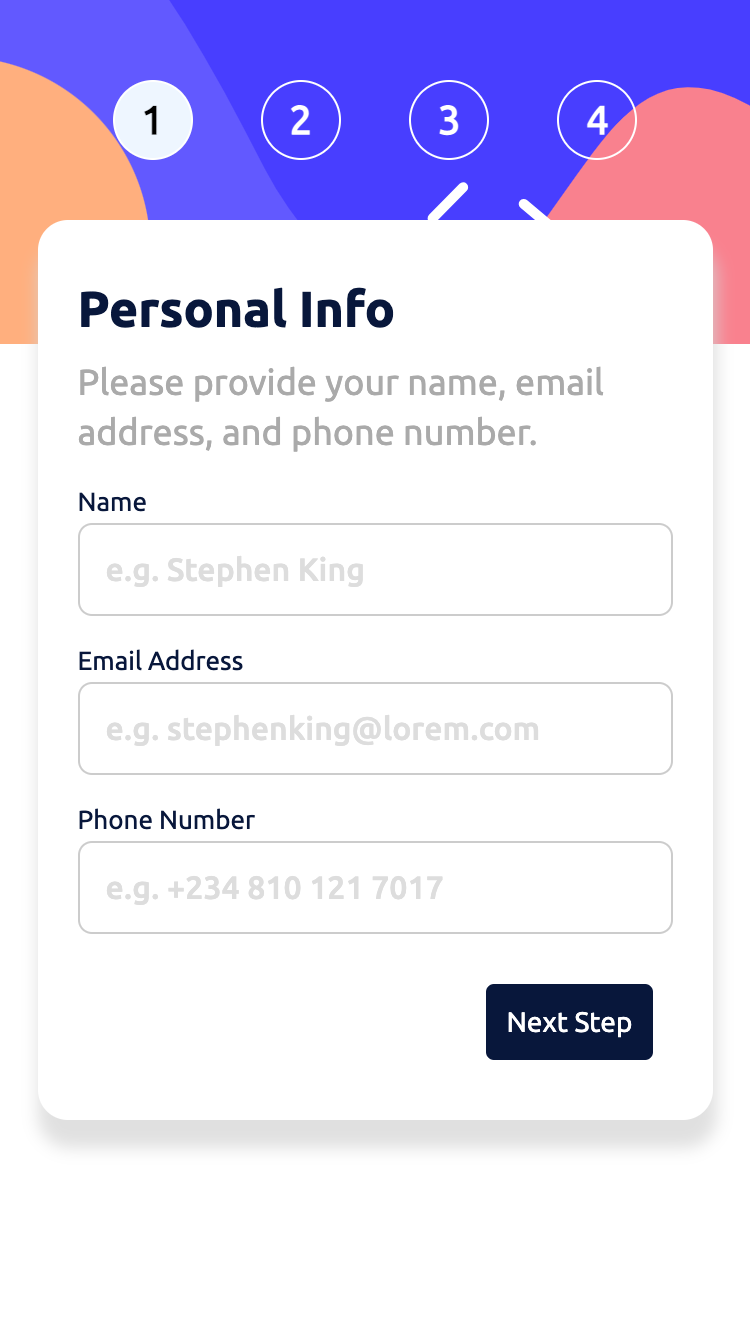 1 2 3 4
Personal Info
Please provide your name, email
address, and phone number.
Name
e.g. Stephen King
Email Address
e.g. stephenking@lorem.com
Phone Number
e.g. +234 810 121 7017
Next Step